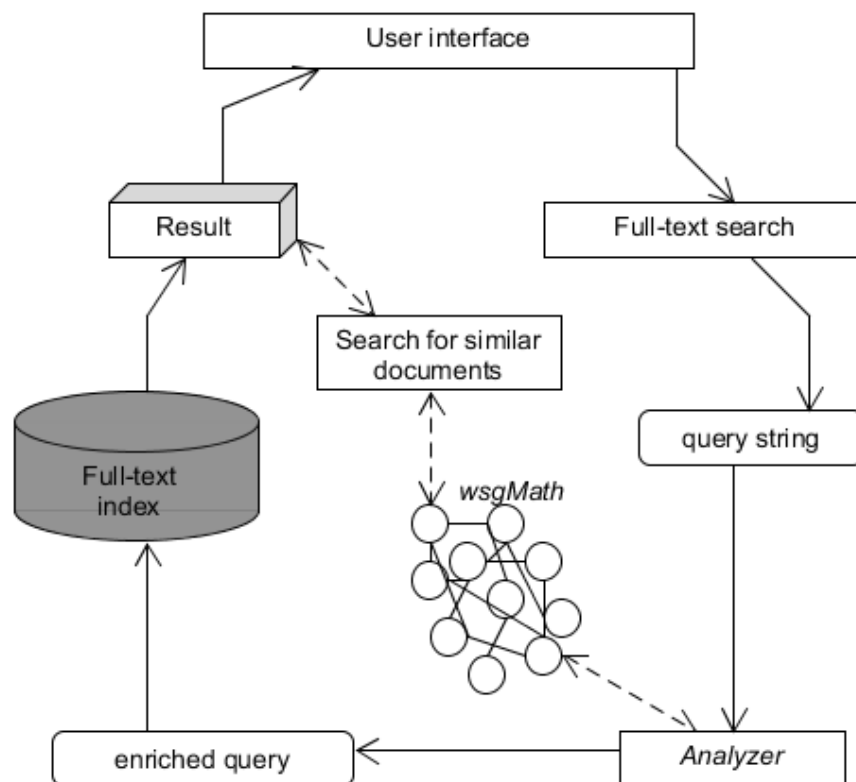 User interface
Result
Full-text search
Search for similar
documents
query string
Full-text
index
wsgMath
enriched query
Analyzer